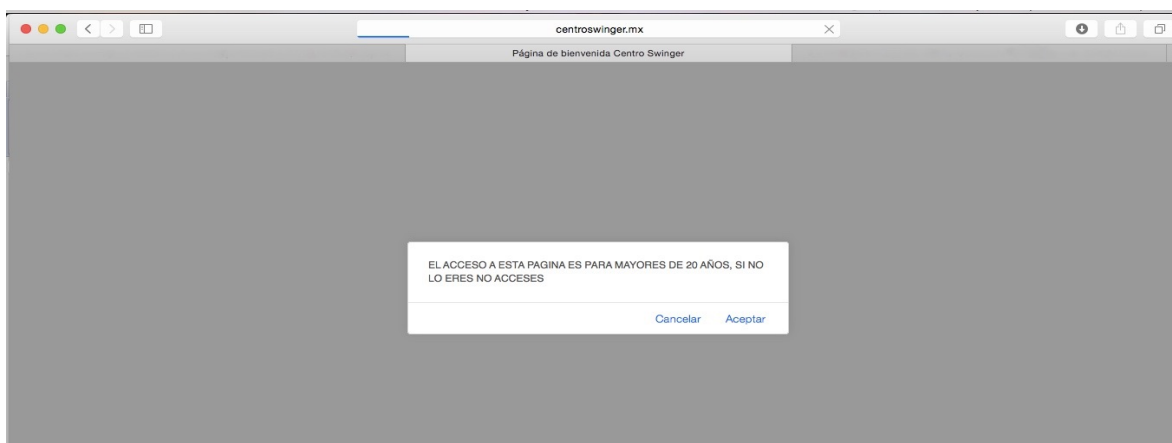 centroswinger.mx
Página de bienvenida Centro Swinger
EL ACCESO A ESTA PAGINA ES PARA MAYORES DE 20 AÑOS, SI NO
LO ERES NO ACCESES
Cancelar Aceptar